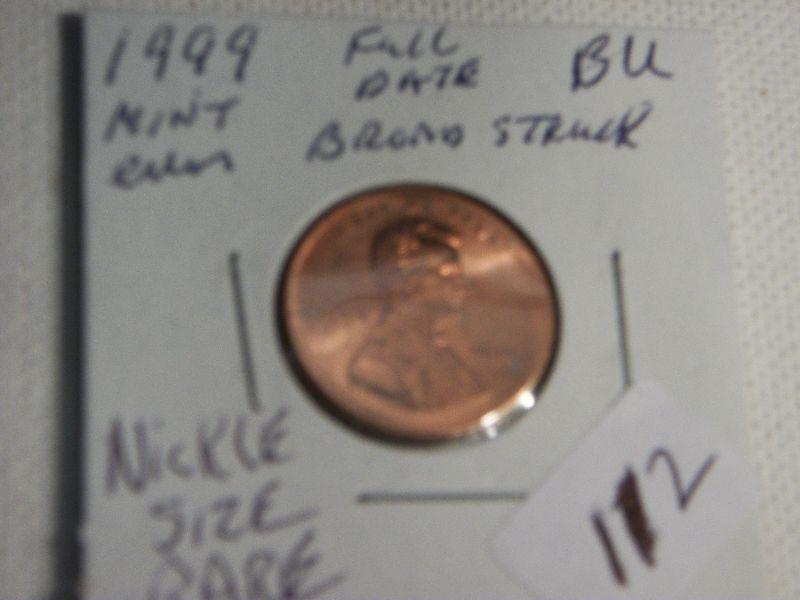 1999 Full BU
MINT DATE
error BROAD STRUCK
NicKLE
SIZE
RARE
112